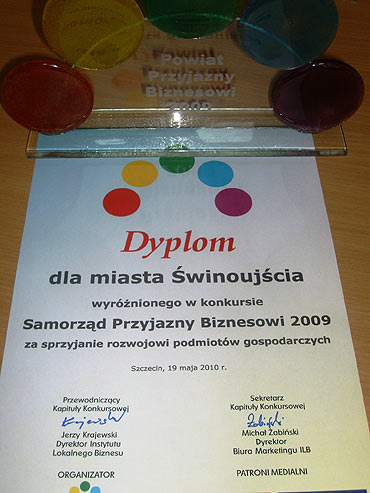 Powiat
Przyjazny
Biznesowi
2009
Dyplom
dla miasta Świnoujścia
wyróżnionego w konkursie
Samorząd Przyjazny Biznesowi 2009
za sprzyjanie rozwojowi podmiotów gospodarczych
Szczecin, 19 maja 2010 r.
Przewodniczący
Kapituły Konkursowej
Jerzy Krajewski
Dyrektor Instytutu
Lokalnego Biznesu
ORGANIZATOR
Sekretarz
Kapituły Konkursowej
Michał Żabiński
Dyrektor
Biura Marketingu ILB
PATRONI MEDIALNI